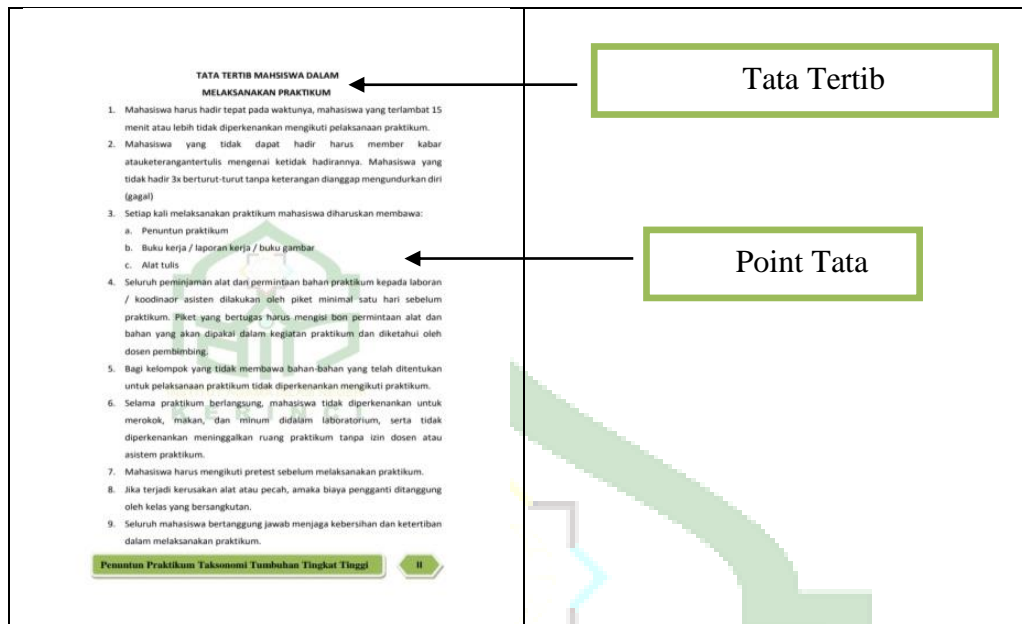 TATA TERTIB MAHSISWA DALAM
MELAKSANAKAN PRAKTIKUM
1. Mahasiswa harus hadir tepat pada waktunya, mahasiswa yang terlambat 15
menit atau lebih tidak diperkenankan mengikuti pelaksanaan praktikum.
2. Mahasiswa yang tidak dapat hadir harus member kabar
atauketerangantertulis mengenai ketidak hadirannya. Mahasiswa yang
tidak hadir 3x berturut-turut tanpa keterangan dianggap mengundurkan diri
(gagal)
3. Setiap kali melaksanakan praktikum mahasiswa diharuskan membawa:
a. Penuntun praktikum
b. Buku kerja / laporan kerja / buku gambar
c. Alat tulis
4. Seluruh peminjaman alat dan permintaan bahan praktikum kepada laboran
/ koodinaor asisten dilakukan oleh piket minimal satu hari sebelum
praktikum. Piket yang bertugas harus mengisi bon permintaan alat dan
bahan yang akan dipakai dalam kegiatan praktikum dan diketahui oleh
dosen pembimbing.
5. Bagi kelompok yang tidak membawa bahan-bahan yang telah ditentukan
untuk pelaksanaan praktikum tidak diperkenankan mengikuti praktikum.
6. Selama praktikum berlangsung, mahasiswa tidak diperkenankan untuk
merokok, makan, dan minum didalam laboratorium, serta tidak
diperkenankan meninggalkan ruang praktikum tanpa izin dosen atau
asistem praktikum.
7. Mahasiswa harus mengikuti pretest sebelum melaksanakan praktikum.
8. Jika terjadi kerusakan alat atau pecah, amaka biaya pengganti ditanggung
oleh kelas yang bersangkutan.
9. Seluruh mahasiswa bertanggung jawab menjaga kebersihan dan ketertiban
dalam melaksanakan praktikum.
KERINCI
Penuntun Praktikum Taksonomi Tumbuhan Tingkat Tinggi
II
Tata Tertib
Point Tata